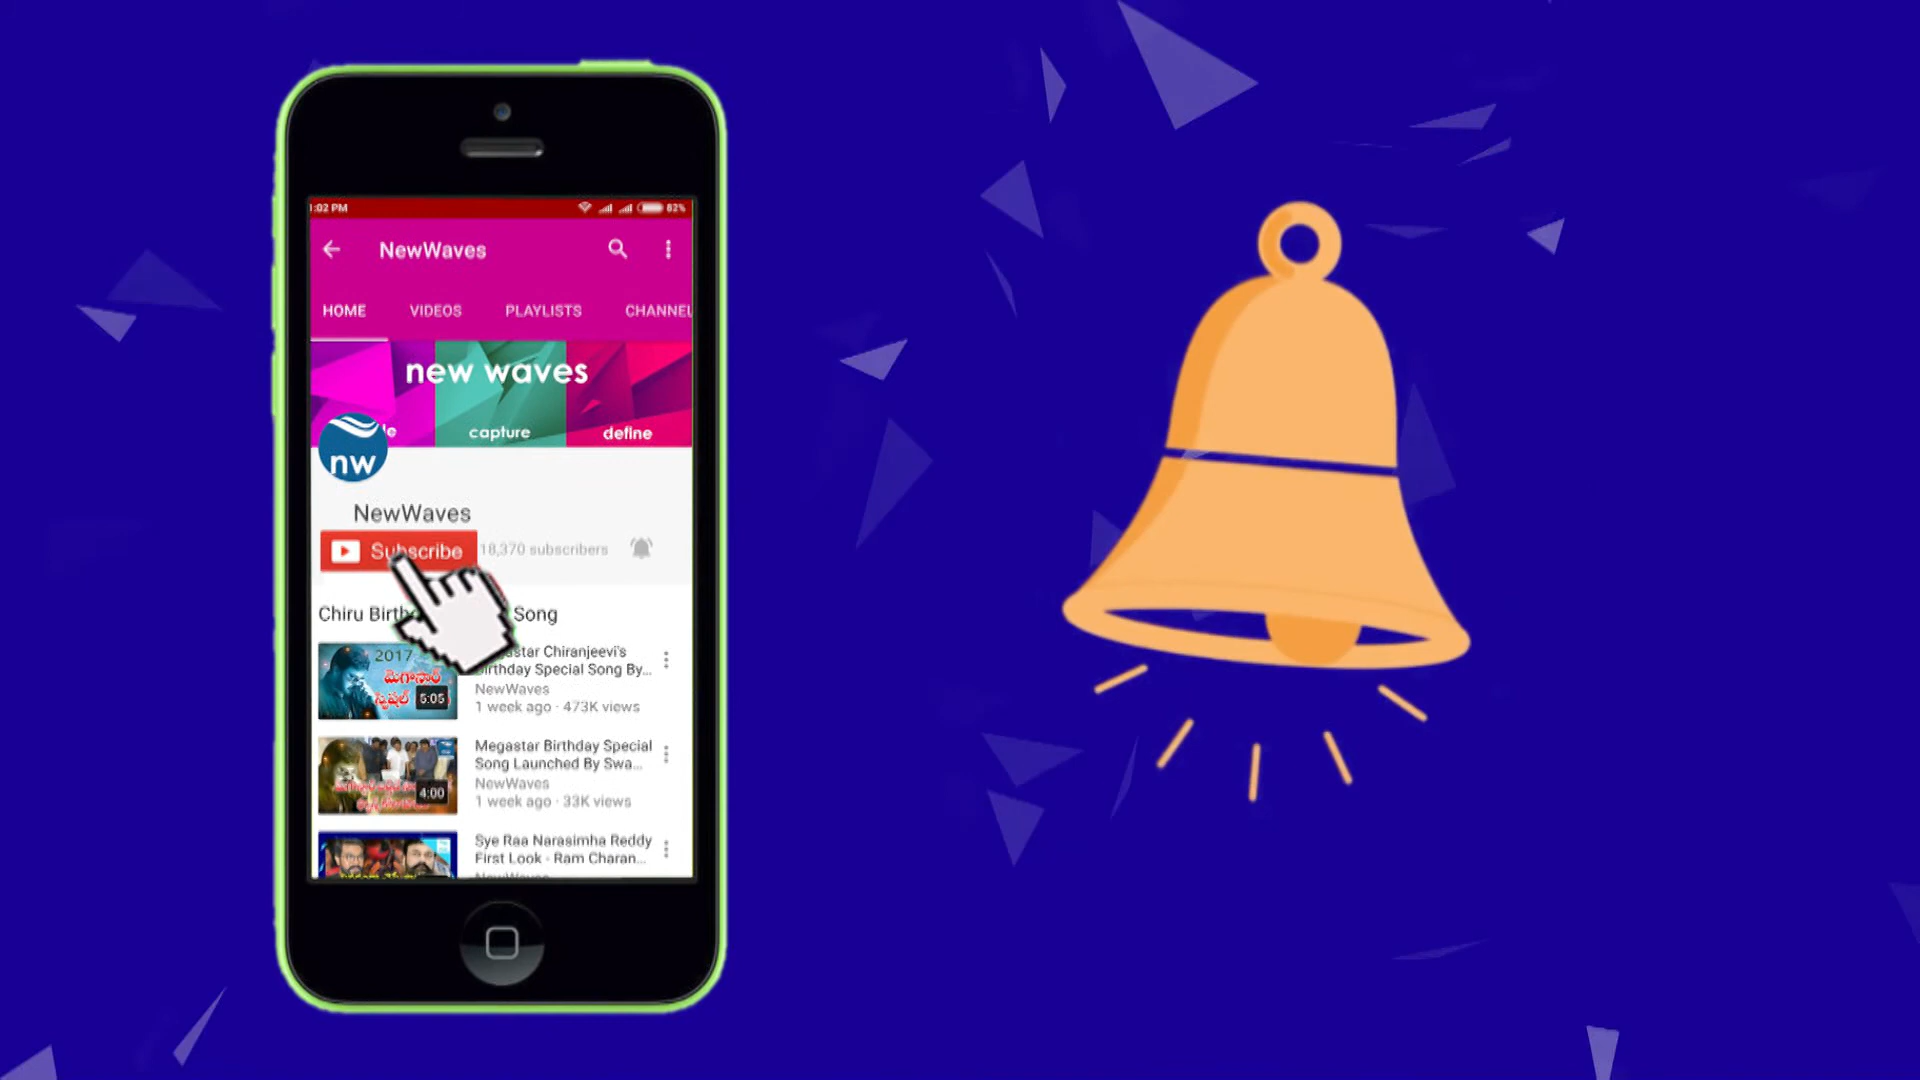 1:02 PM
82%
NewWaves
HOME VIDEOS PLAYLISTS CHANNEL
new waves
capture
define
nw
NewWaves
Subscribe 18,370 subscribers
Chiru Song
2017
మెగాస్టార్
స్పెషల్
5:05
Chiranjeevi's
Birthday Special Song By...
NewWaves
1 week ago · 473K views
4:00
Megastar Birthday Special
Song Launched By Swa...
NewWaves
1 week ago · 33K views
Sye Raa Narasimha Reddy
First Look - Ram Charan...
NewWaves